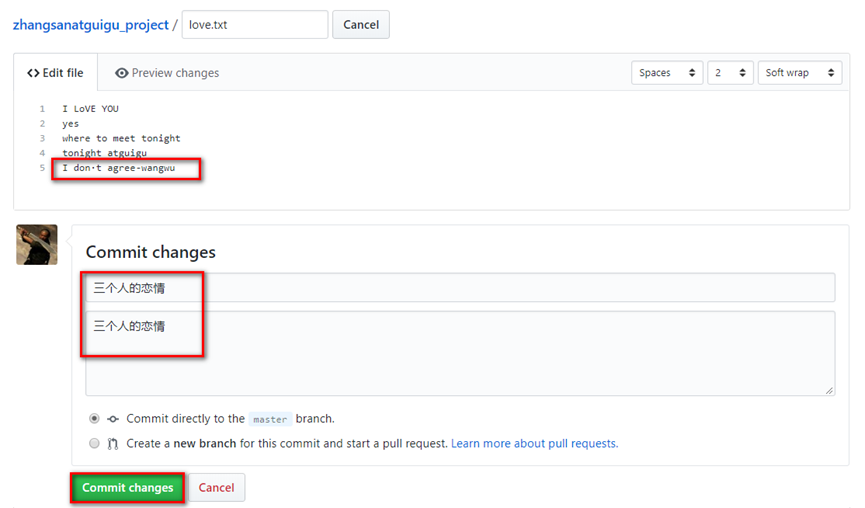 zhangsanatguigu_project / love.txt Cancel
Edit file Preview changes Spaces 2 Soft wrap
1 I LoVE YOU
2 yes
3 where to meet tonight
4 tonight atguigu
5 I don·t agree-wangwu
Commit changes
三个人的恋情
三个人的恋情
Commit directly to the master branch.
Create a new branch for this commit and start a pull request. Learn more about pull requests.
Commit changes Cancel